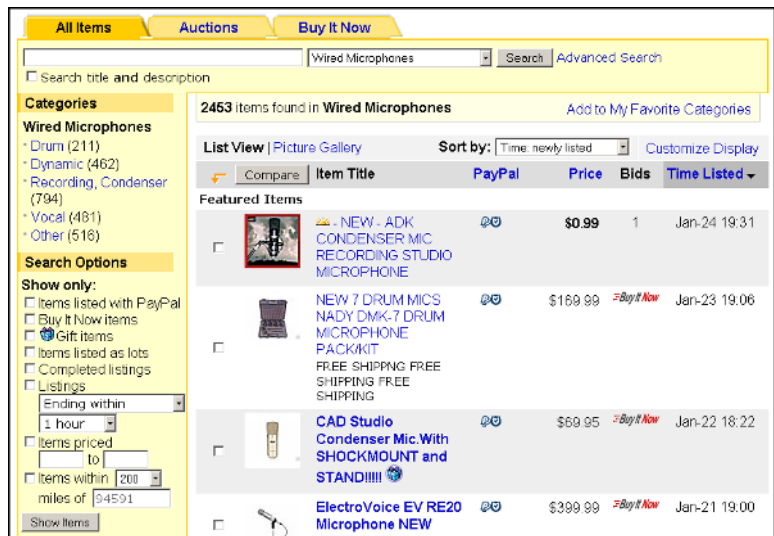 All Items
Auctions
Buy It Now
Wired Microphones
Search
Advanced Search
Search title and description
Categories
Wired Microphones
Drum (211)
Dynamic (462)
Recording, Condenser
(794)
Vocal (481)
Other (516)
Search Options
Show only:
Items listed with PayPal
Buy It Now items
Gift items
Items listed as lots
Completed listings
Listings
Ending within
1 hour
Items priced
to
Items within 200
miles of 94591
Show Items
2453 items found in Wired Microphones
Add to My Favorite Categories
List View | Picture Gallery
Sort by: Time: newly listed
Customize Display
Compare Item Title PayPal Price Bids Time Listed
Featured Items
- NEW - ADK
CONDENSER MIC
RECORDING STUDIO
MICROPHONE
$0.99 1 Jan-24 19:31
NEW 7 DRUM MICS
NADY DMK-7 DRUM
MICROPHONE
PACK/KIT
FREE SHIPPNG FREE
SHIPPING FREE
SHIPPING
$169.99 Buy It Now Jan-23 19:06
CAD Studio
Condenser Mic.With
SHOCKMOUNT and
STAND!!!!!
$69.95 Buy It Now Jan-22 18:22
ElectroVoice EV RE20
Microphone NEW
$399.99 Buy It Now Jan-21 19:00